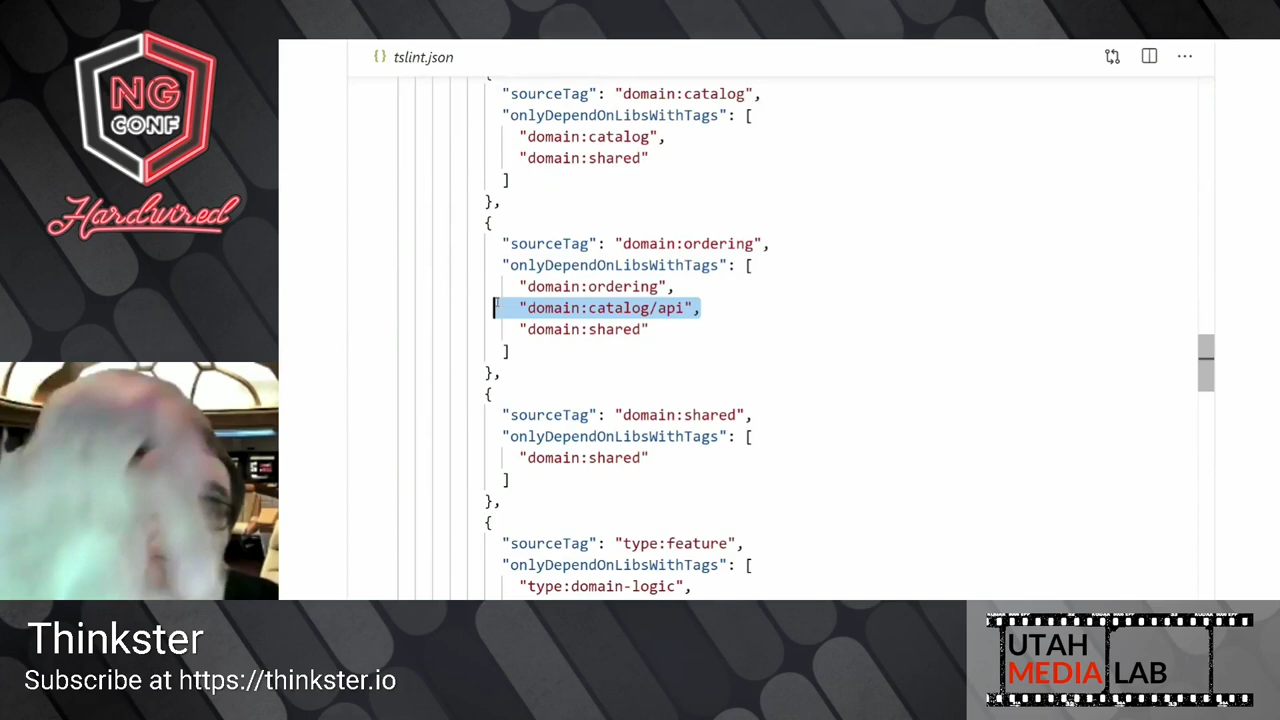 NG
CONF
Hardwired
{} tslint.json
{
"sourceTag": "domain:catalog",
"onlyDependOnLibsWithTags": [
"domain:catalog",
"domain:shared"
]
},
{
"sourceTag": "domain:ordering",
"onlyDependOnLibsWithTags": [
"domain:ordering",
"domain:catalog/api",
"domain:shared"
]
},
{
"sourceTag": "domain:shared",
"onlyDependOnLibsWithTags": [
"domain:shared"
]
},
{
"sourceTag": "type:feature",
"onlyDependOnLibsWithTags": [
"type:domain-logic",
Thinkster
Subscribe at https://thinkster.io
UTAH
MEDIA LAB